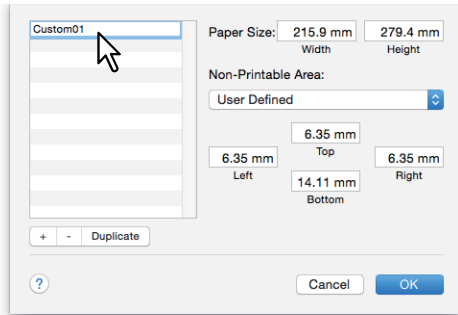 Custom01
Paper Size: 215.9 mm 279.4 mm
Width Height
Non-Printable Area:
User Defined
6.35 mm
Top
6.35 mm 6.35 mm
Left Right
14.11 mm
Bottom
+ - Duplicate
? Cancel OK